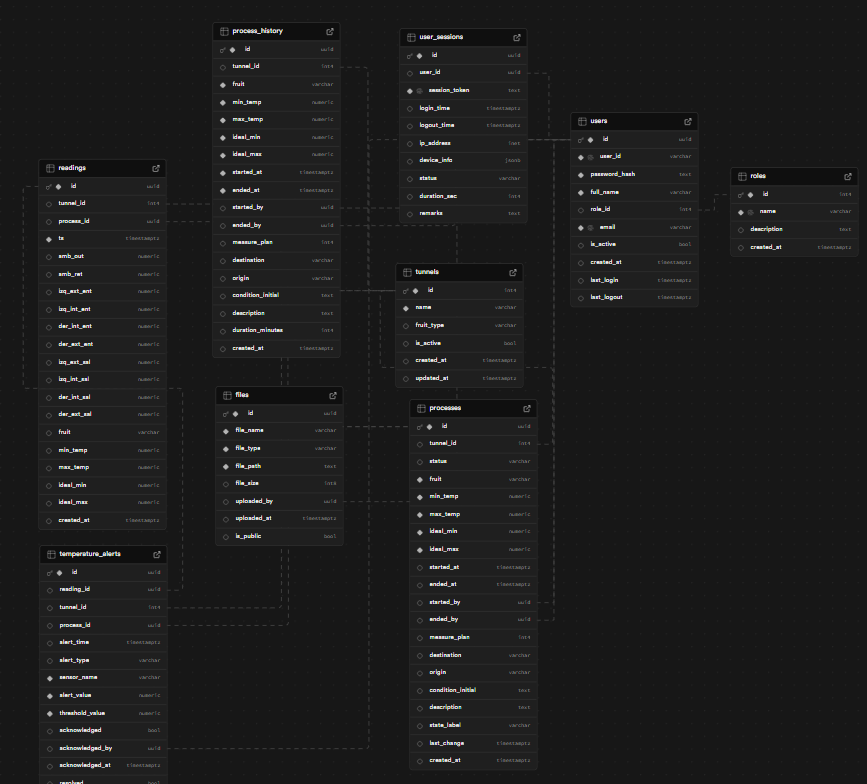 process_history
id uuid
tunnel_id int4
fruit varchar
min_temp numeric
max_temp numeric
ideal_min numeric
ideal_max numeric
started_at timestamptz
ended_at timestamptz
started_by uuid
ended_by uuid
measure_plan int4
destination varchar
origin varchar
condition_initial text
description text
duration_minutes int4
created_at timestamptz
user_sessions
id uuid
user_id uuid
session_token text
login_time timestamptz
logout_time timestamptz
ip_address inet
device_info jsonb
status varchar
duration_sec int4
remarks text
users
id uuid
user_id varchar
password_hash text
full_name varchar
role_id int4
email varchar
is_active bool
created_at timestamptz
last_login timestamptz
last_logout timestamptz
roles
id int4
name varchar
description text
created_at timestamptz
readings
id uuid
tunnel_id int4
process_id uuid
ts timestamptz
amb_out numeric
amb_ret numeric
izq_ext_ent numeric
izq_int_ent numeric
der_int_ent numeric
der_ext_ent numeric
izq_ext_sal numeric
izq_int_sal numeric
der_int_sal numeric
der_ext_sal numeric
fruit varchar
min_temp numeric
max_temp numeric
ideal_min numeric
ideal_max numeric
created_at timestamptz
tunnels
id int4
name varchar
fruit_type varchar
is_active bool
created_at timestamptz
updated_at timestamptz
files
id uuid
file_name varchar
file_type varchar
file_path text
file_size
uploaded_by uuid
uploaded_at timestamptz
is_public bool
processes
id uuid
tunnel_id int4
status varchar
fruit varchar
min_temp numeric
max_temp numeric
ideal_min numeric
ideal_max numeric
started_at timestamptz
ended_at timestamptz
started_by uuid
ended_by uuid
measure_plan int4
destination varchar
origin varchar
condition_initial text
description text
state_label varchar
last_change timestamptz
created_at timestamptz
temperature_alerts
id uuid
reading_id uuid
tunnel_id int4
process_id uuid
alert_time timestamptz
alert_type varchar
sensor_name varchar
alert_value numeric
threshold_value numeric
acknowledged bool
acknowledged_by uuid
acknowledged_at timestamptz
resolved bool